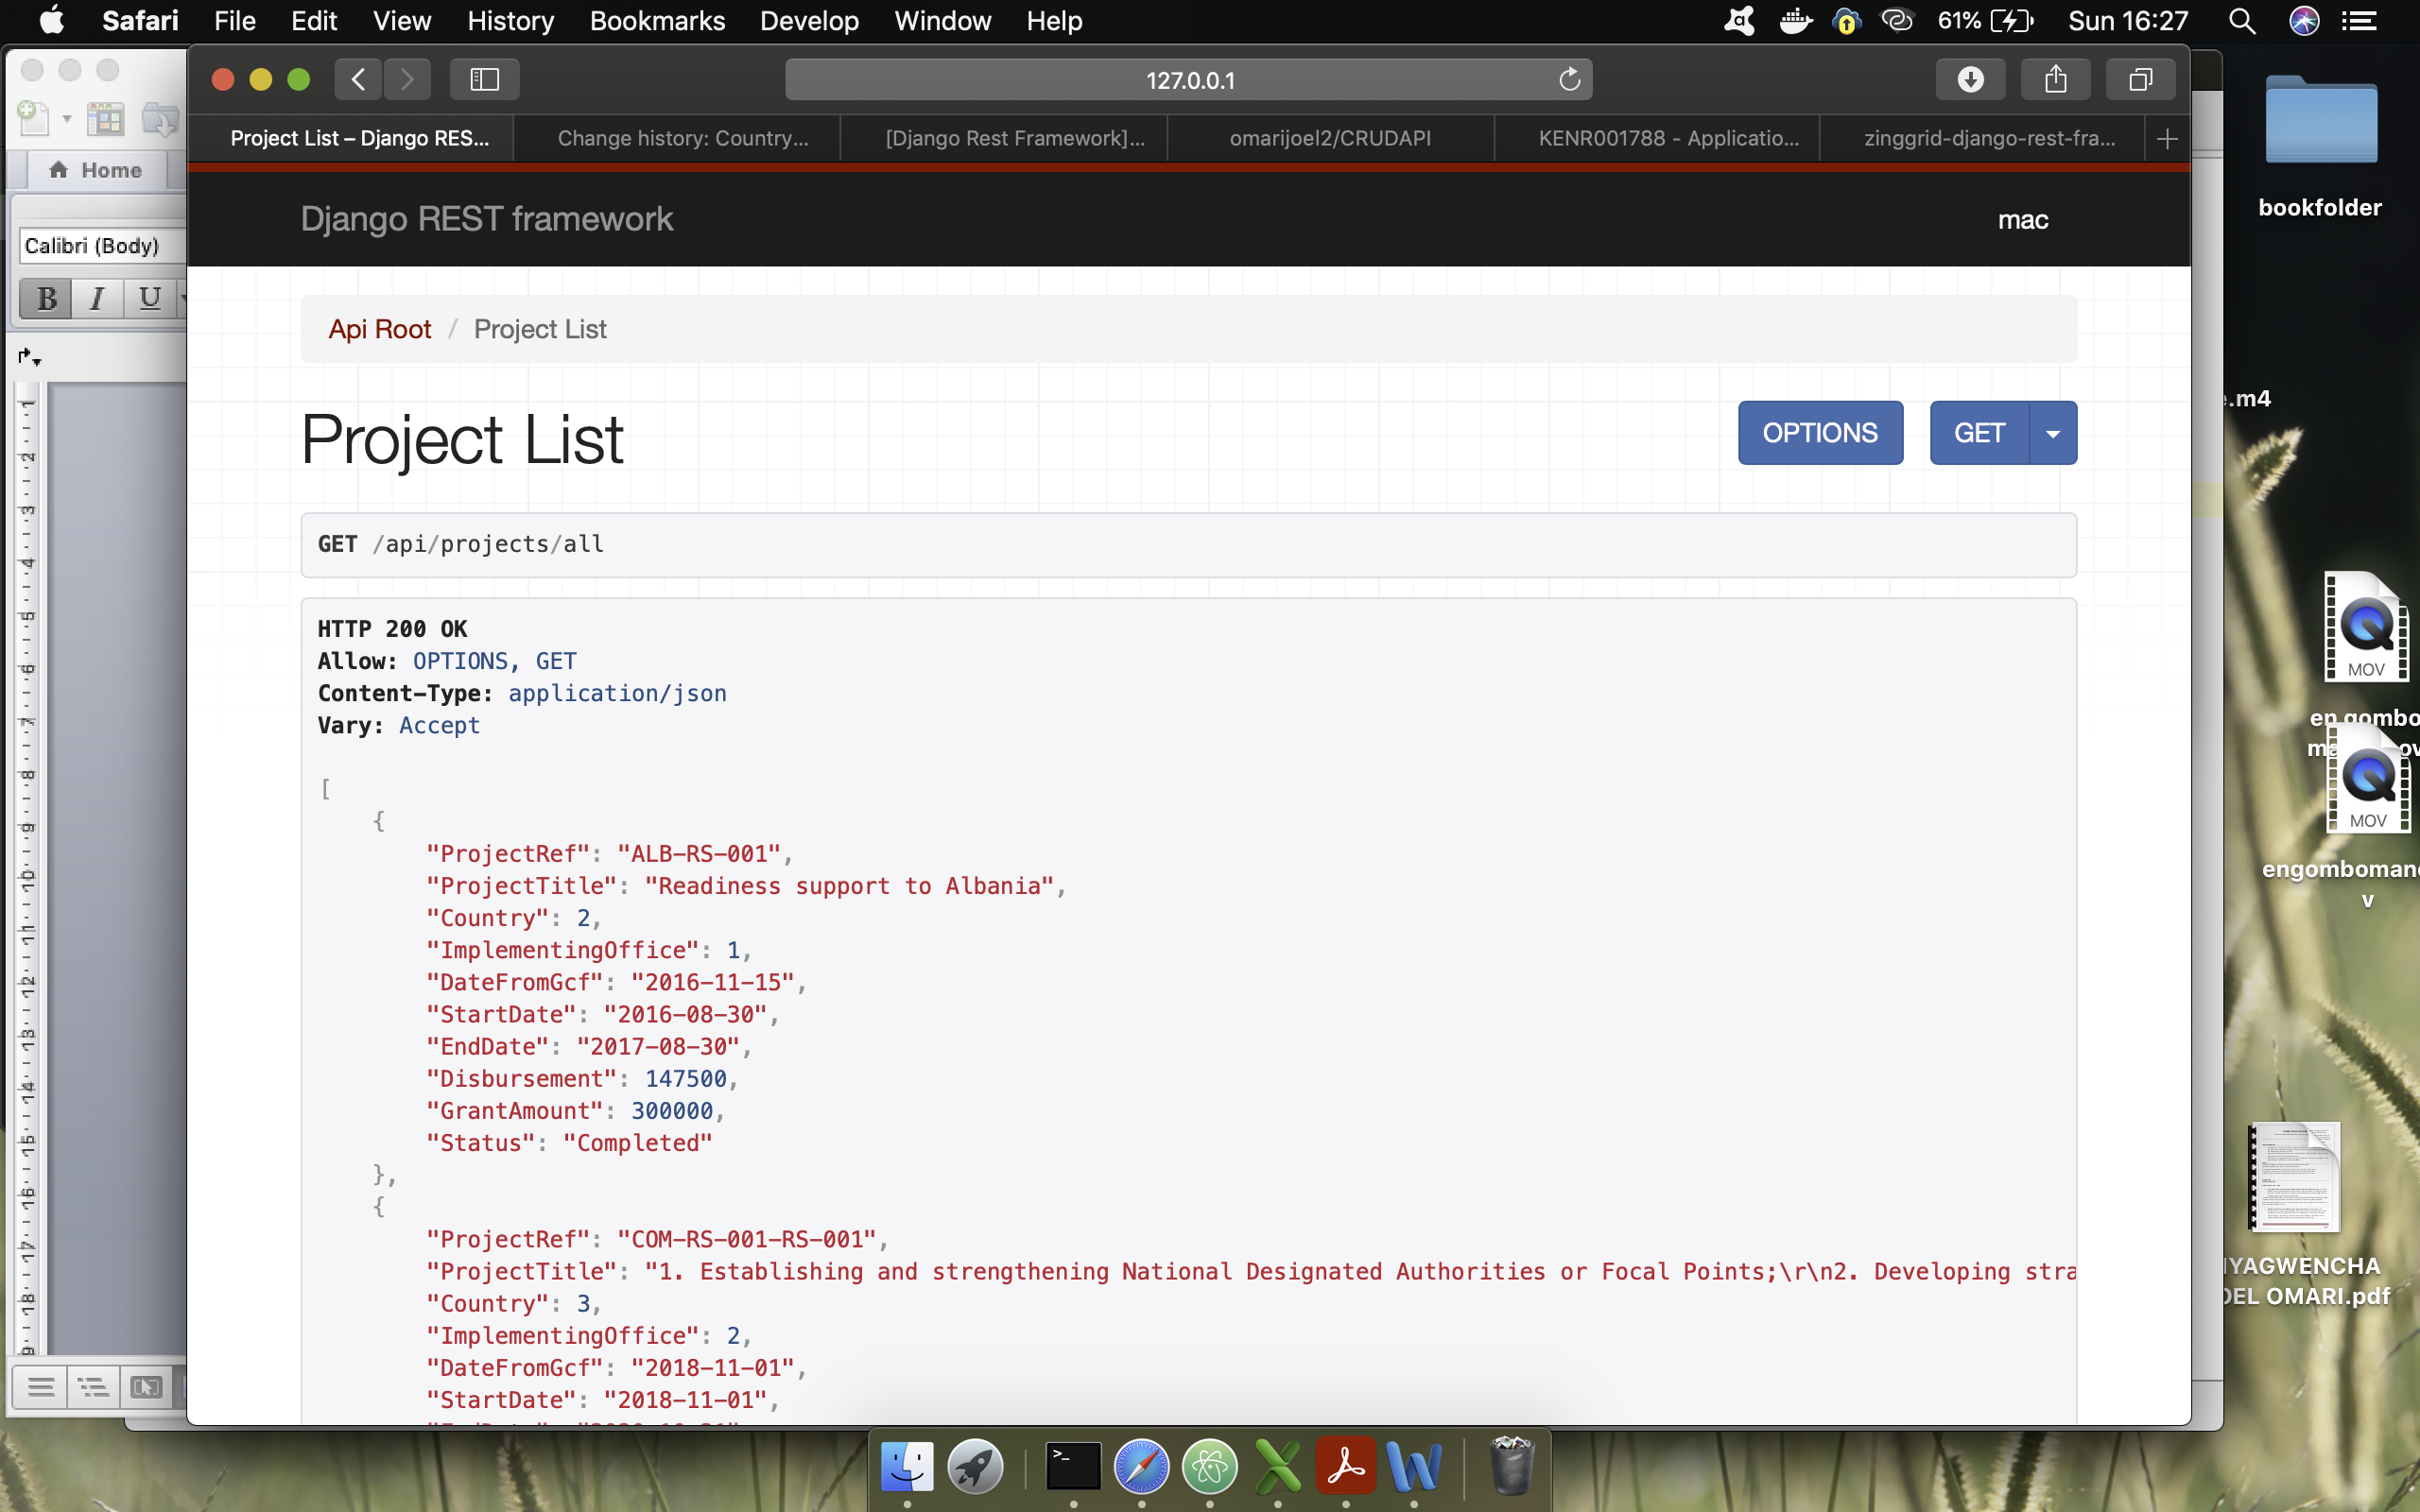 Safari File Edit View History Bookmarks Develop Window Help 61% Sun 16:27
127.0.0.1
Project List – Django RES... Change history: Country... [Django Rest Framework]... omarijoel2/CRUDAPI KENR001788 - Applicatio... zinggrid-django-rest-fra...
Home
Calibri (Body)
B I U
Django REST framework mac
Api Root / Project List
Project List OPTIONS GET
GET /api/projects/all
HTTP 200 OK
Allow: OPTIONS, GET
Content-Type: application/json
Vary: Accept
[
{
"ProjectRef": "ALB-RS-001",
"ProjectTitle": "Readiness support to Albania",
"Country": 2,
"ImplementingOffice": 1,
"DateFromGcf": "2016-11-15",
"StartDate": "2016-08-30",
"EndDate": "2017-08-30",
"Disbursement": 147500,
"GrantAmount": 300000,
"Status": "Completed"
},
{
"ProjectRef": "COM-RS-001-RS-001",
"ProjectTitle": "1. Establishing and strengthening National Designated Authorities or Focal Points;\r\n2. Developing stra
"Country": 3,
"ImplementingOffice": 2,
"DateFromGcf": "2018-11-01",
"StartDate": "2018-11-01",
bookfolder
.m4
MOV
en gombo
MOV
engomboman
v
IYAGWENCHA
OEL OMARI.pdf